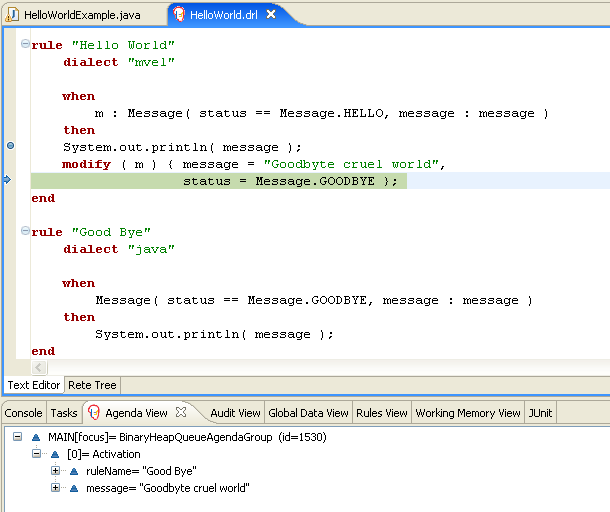 HelloWorldExample.java HelloWorld.drl
rule "Hello World"
dialect "mvel"
when
m : Message( status == Message.HELLO, message : message )
then
System.out.println( message );
modify ( m ) { message = "Goodbyte cruel world",
status = Message.GOODBYE };
end
rule "Good Bye"
dialect "java"
when
Message( status == Message.GOODBYE, message : message )
then
System.out.println( message );
end
Text Editor Rete Tree
Console Tasks Agenda View Audit View Global Data View Rules View Working Memory View JUnit
MAIN[focus]= BinaryHeapQueueAgendaGroup (id=1530)
[0]= Activation
ruleName= "Good Bye"
message= "Goodbyte cruel world"